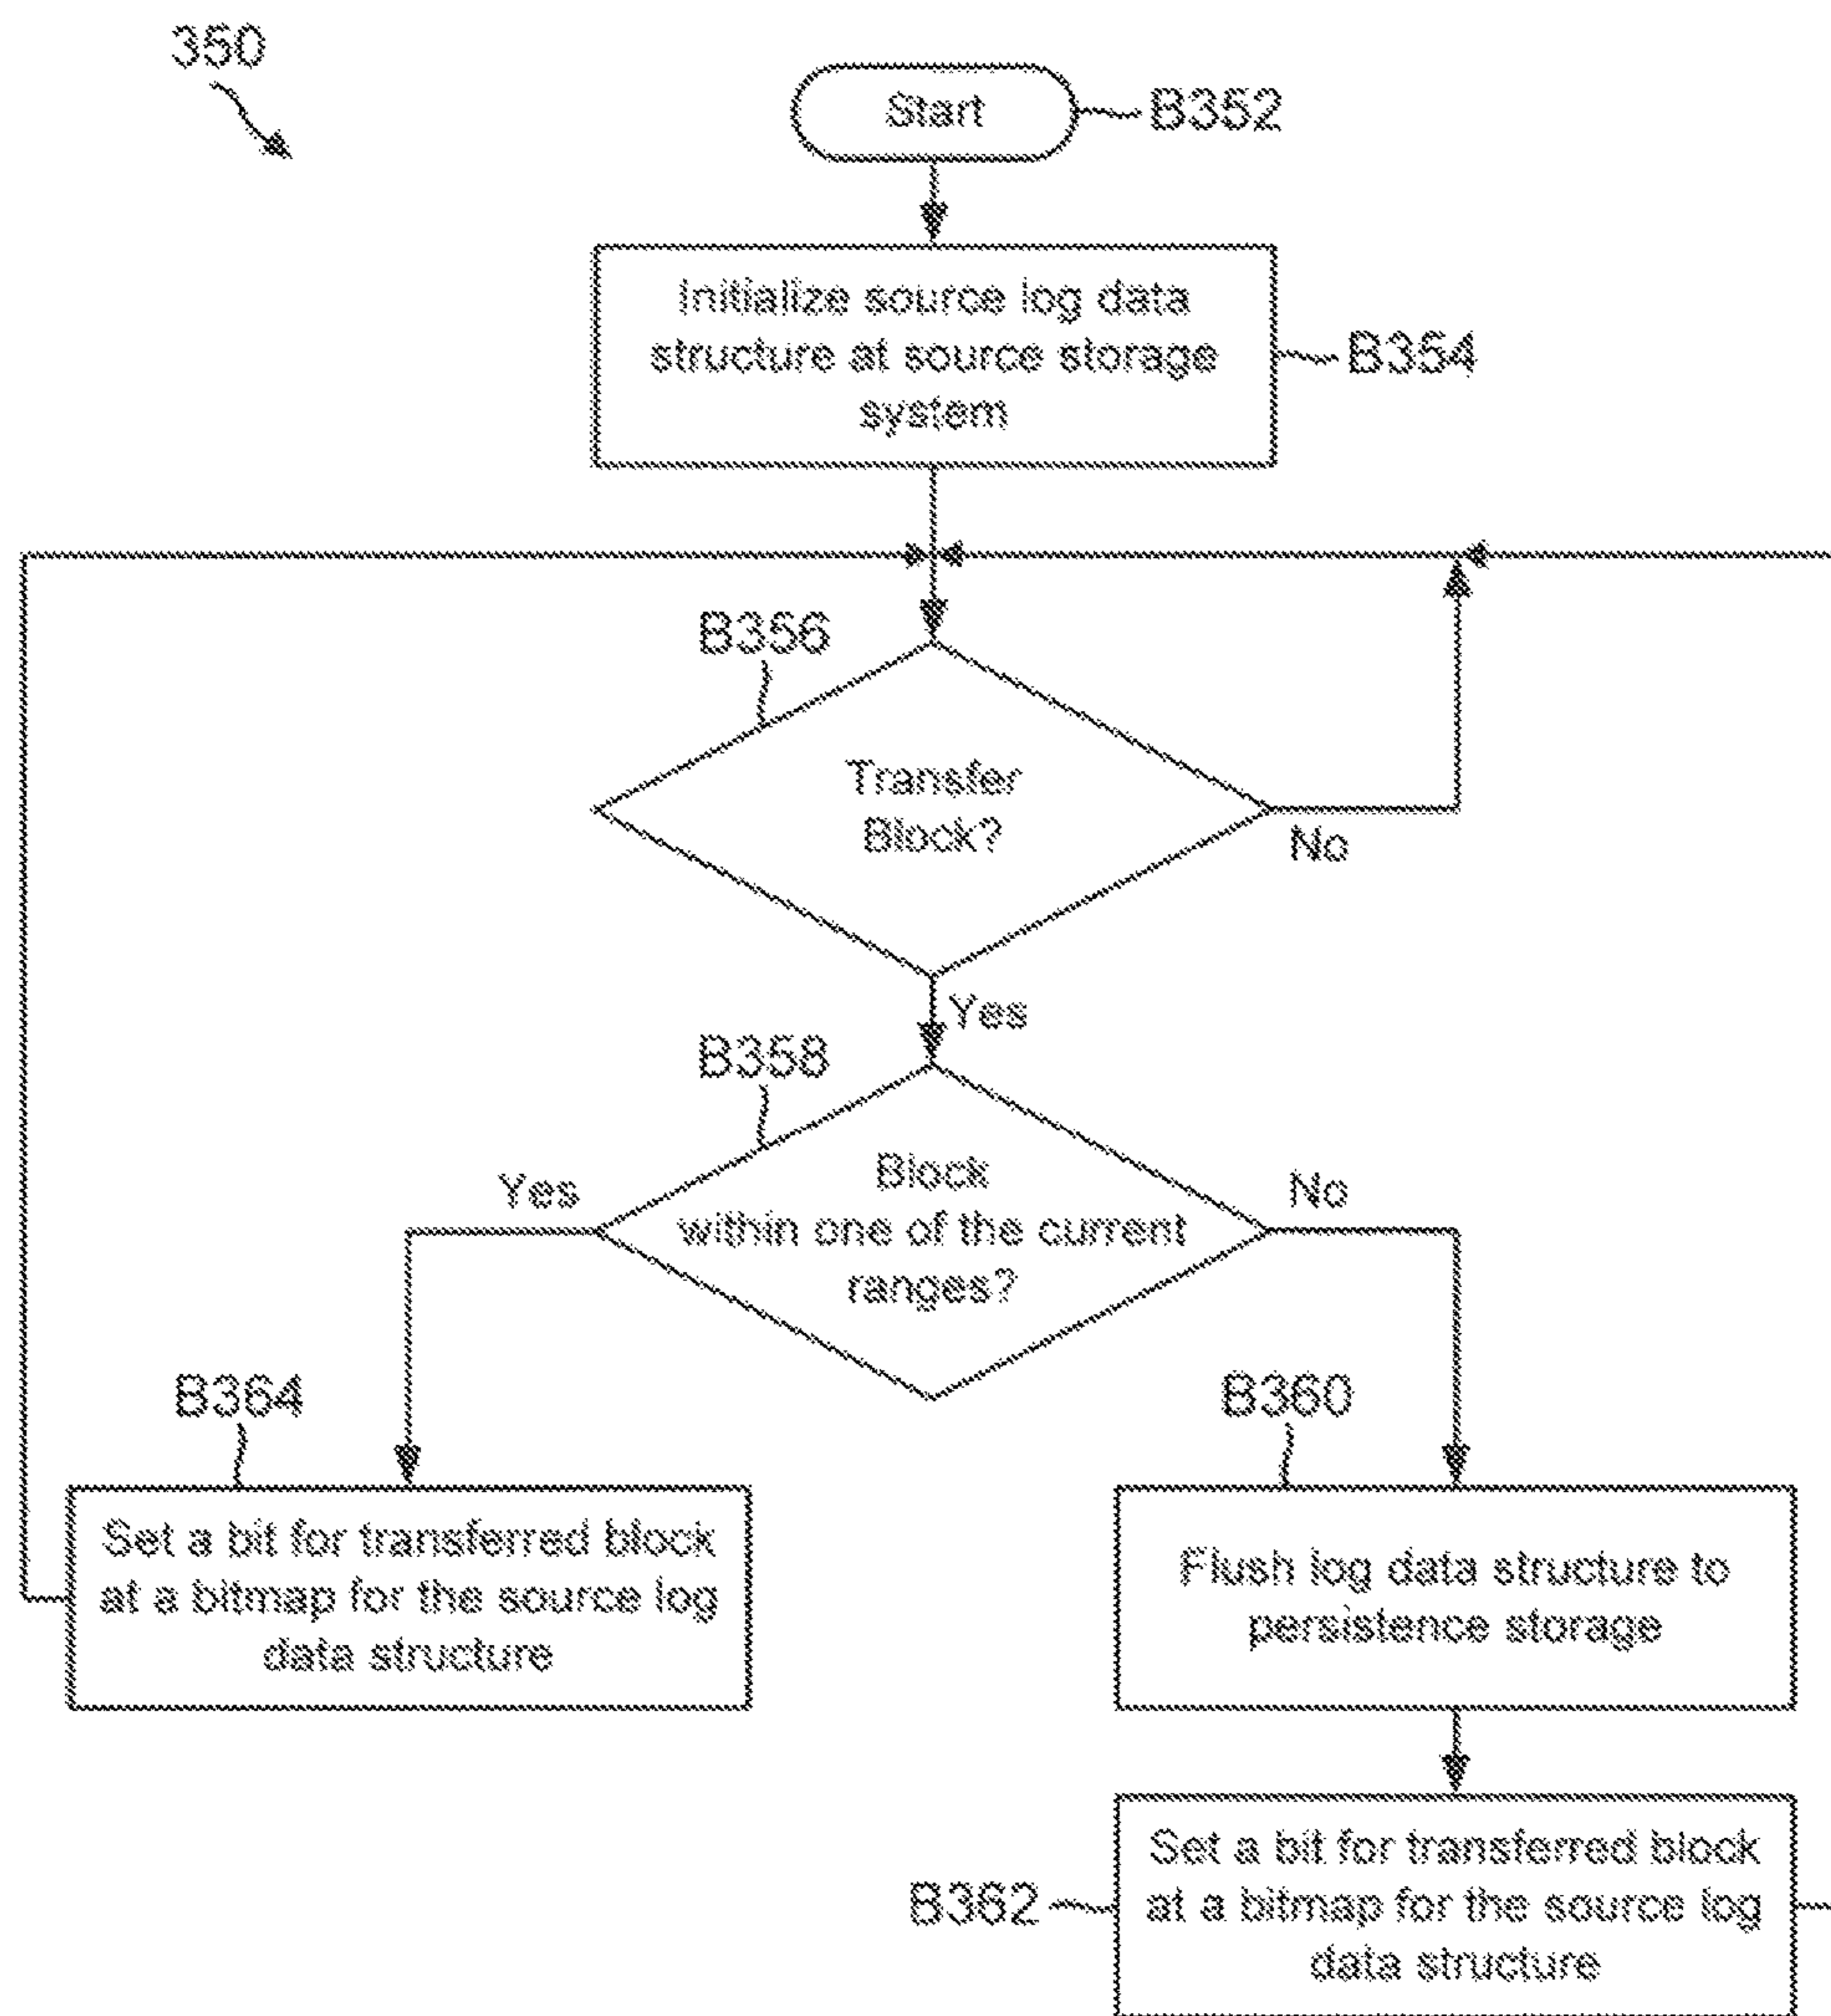 350
Start
B352
Initialize source log data
structure at source storage
system
B354
B356
Transfer
Block?
No
Yes
B358
Block
within one of the current
ranges?
Yes
No
B364
B360
Set a bit for transferred block
at a bitmap for the source log
data structure
Flush log data structure to
persistence storage
B362
Set a bit for transferred block
at a bitmap for the source log
data structure